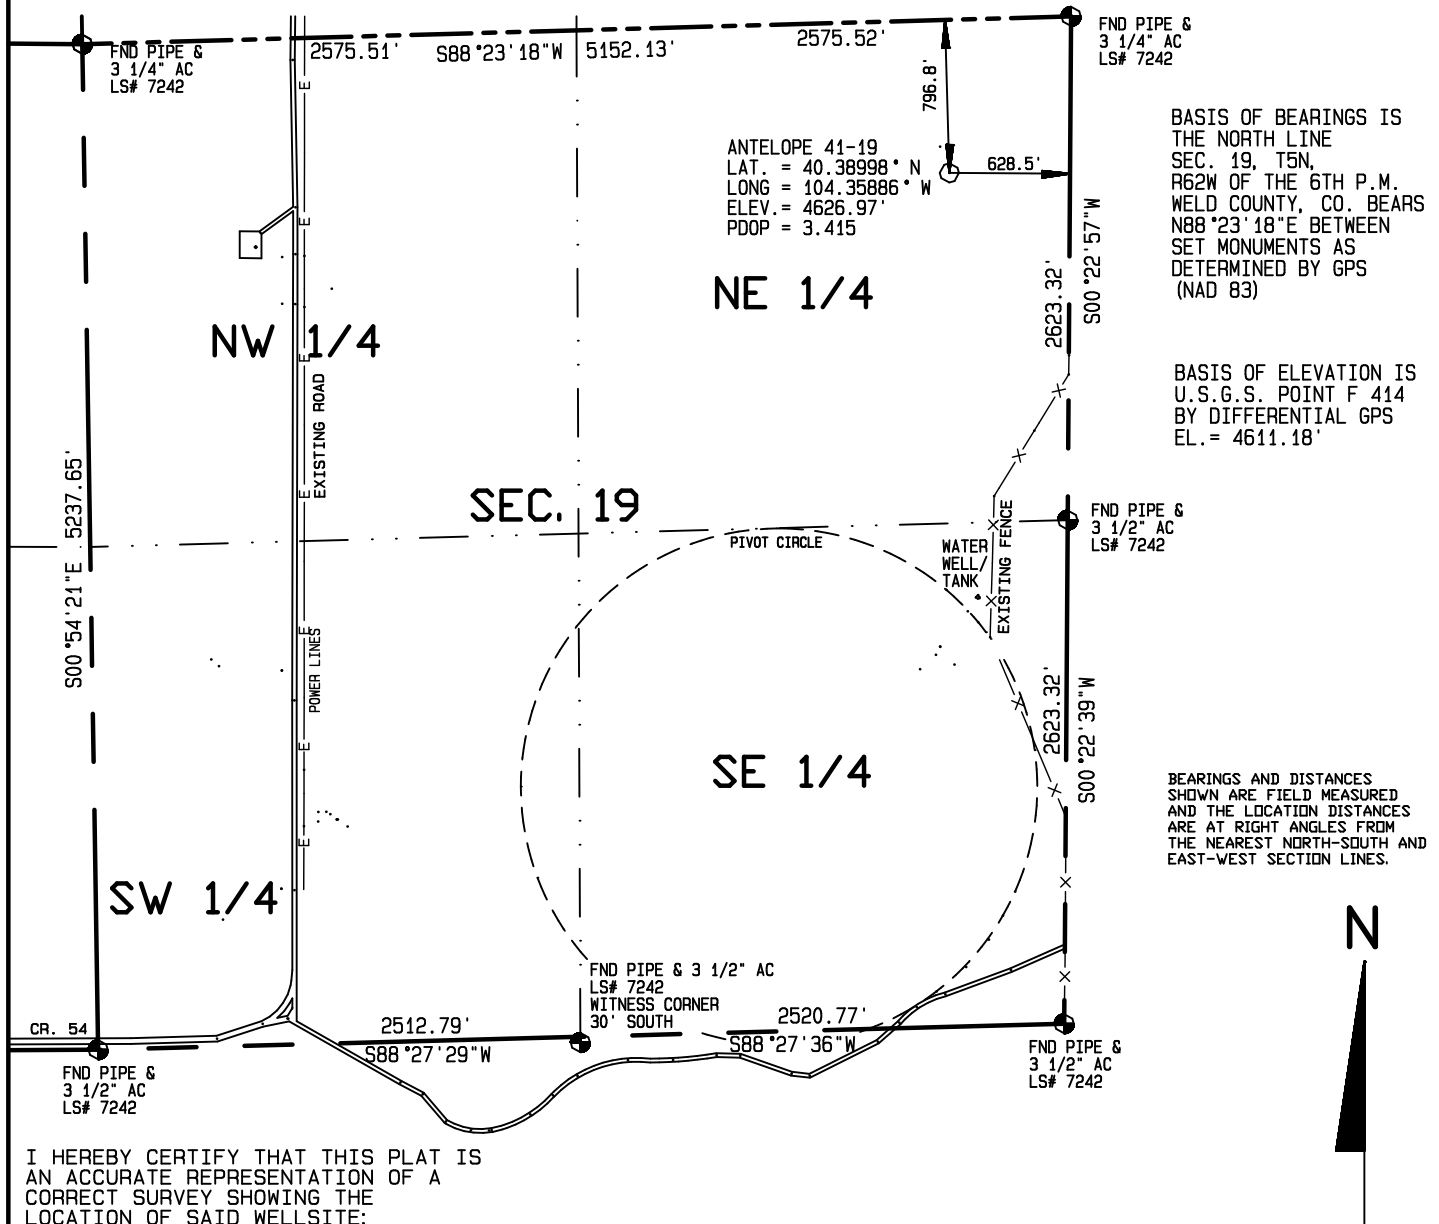 FND PIPE &
3 1/4" AC
LS# 7242
2575.51'
S88°23'18"W
5152.13'
2575.52'
FND PIPE &
3 1/4" AC
LS# 7242
796.8'
628.5'
ANTELOPE 41-19
LAT. = 40.38998° N
LONG = 104.35886° W
ELEV.= 4626.97'
PDOP = 3.415
BASIS OF BEARINGS IS
THE NORTH LINE
SEC. 19, T5N,
R62W OF THE 6TH P.M.
WELD COUNTY, CO. BEARS
N88°23'18"E BETWEEN
SET MONUMENTS AS
DETERMINED BY GPS
(NAD 83)
E
E
E
E
E
E
E
NW 1/4
NE 1/4
2623.32'
S00°22'57"W
EXISTING ROAD
BASIS OF ELEVATION IS
U.S.G.S. POINT F 414
BY DIFFERENTIAL GPS
EL.= 4611.18'
S00°54'21"E 5237.65'
SEC. 19
PIVOT CIRCLE
WATER
WELL/
TANK
EXISTING FENCE
FND PIPE &
3 1/2" AC
LS# 7242
POWER LINES
2623.32'
S00°22'39"W
SE 1/4
SW 1/4
BEARINGS AND DISTANCES
SHOWN ARE FIELD MEASURED
AND THE LOCATION DISTANCES
ARE AT RIGHT ANGLES FROM
THE NEAREST NORTH-SOUTH AND
EAST-WEST SECTION LINES.
N
FND PIPE & 3 1/2" AC
LS# 7242
WITNESS CORNER
30' SOUTH
CR. 54
2512.79'
S88°27'29"W
2520.77'
S88°27'36"W
FND PIPE &
3 1/2" AC
LS# 7242
FND PIPE &
3 1/2" AC
LS# 7242
I HEREBY CERTIFY THAT THIS PLAT IS
AN ACCURATE REPRESENTATION OF A
CORRECT SURVEY SHOWING THE
LOCATION OF SAID WELLSITE: